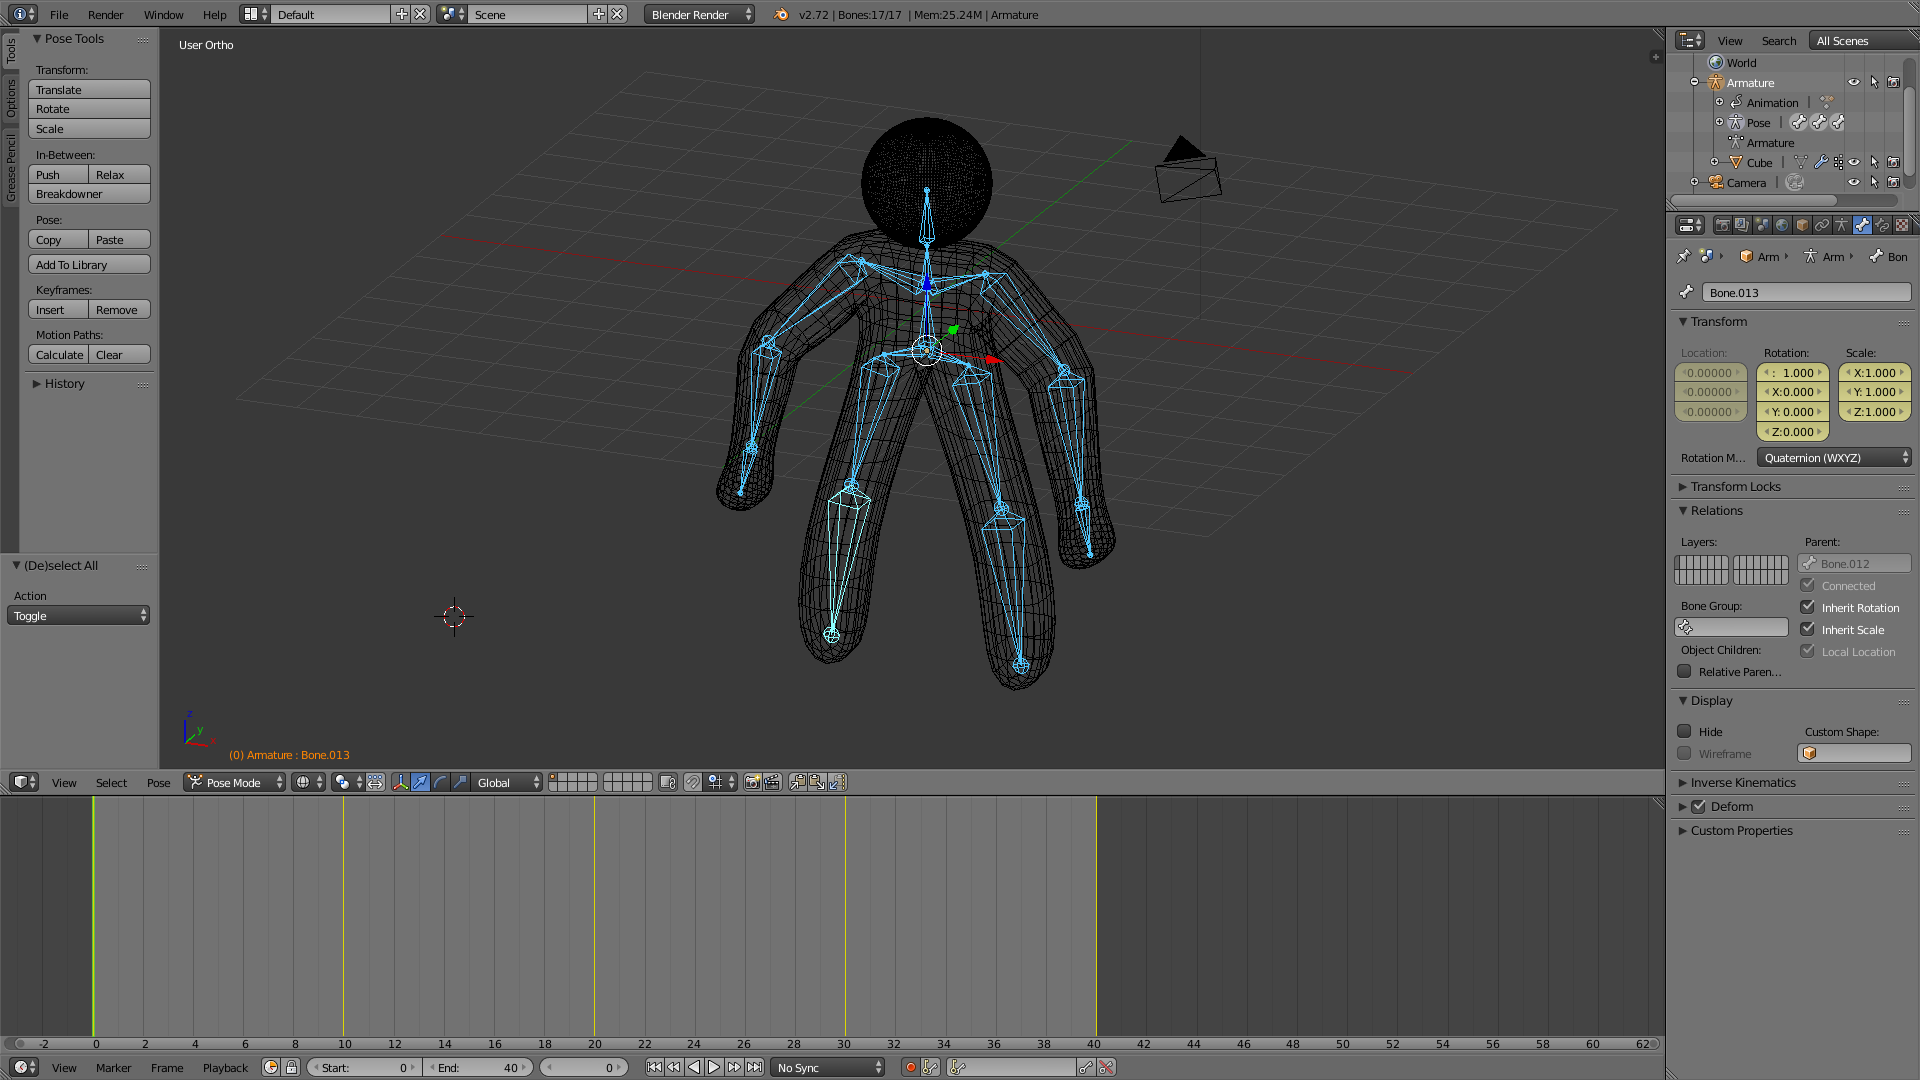 File Render Window Help Default Scene Blender Render v2.72 | Bones:17/17 | Mem:25.24M | Armature
Tools
Options
Grease Pencil
Pose Tools
Transform:
Translate
Rotate
Scale
In-Between:
Push Relax
Breakdowner
Pose:
Copy Paste
Add To Library
Keyframes:
Insert Remove
Motion Paths:
Calculate Clear
History
(De)select All
Action
Toggle
User Ortho
z
y
x
(0) Armature : Bone.013
View Select Pose Pose Mode Global
-2 0 2 4 6 8 10 12 14 16 18 20 22 24 26 28 30 32 34 36 38 40 42 44 46 48 50 52 54 56 58 60 62
View Marker Frame Playback Start: 0 End: 40 0 No Sync
View Search All Scenes
World
Armature
Animation
Pose
Armature
Cube
Camera
Arm Arm Bon
Bone.013
Transform
Location: Rotation: Scale:
0.00000 : 1.000 X:1.000
0.00000 X:0.000 Y: 1.000
0.00000 Y: 0.000 Z:1.000
Z:0.000
Rotation M... Quaternion (WXYZ)
Transform Locks
Relations
Layers: Parent:
Bone.012
Connected
Bone Group: Inherit Rotation
Inherit Scale
Object Children: Local Location
Relative Paren...
Display
Hide Custom Shape:
Wireframe
Inverse Kinematics
Deform
Custom Properties